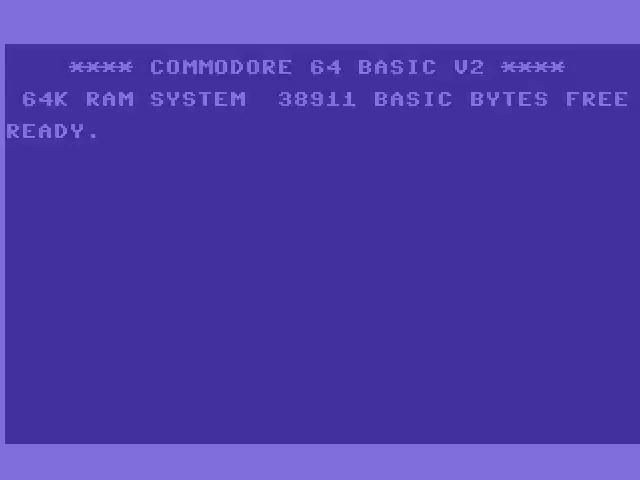 **** COMMODORE 64 BASIC V2 ****
64K RAM SYSTEM  38911 BASIC BYTES FREE
READY.